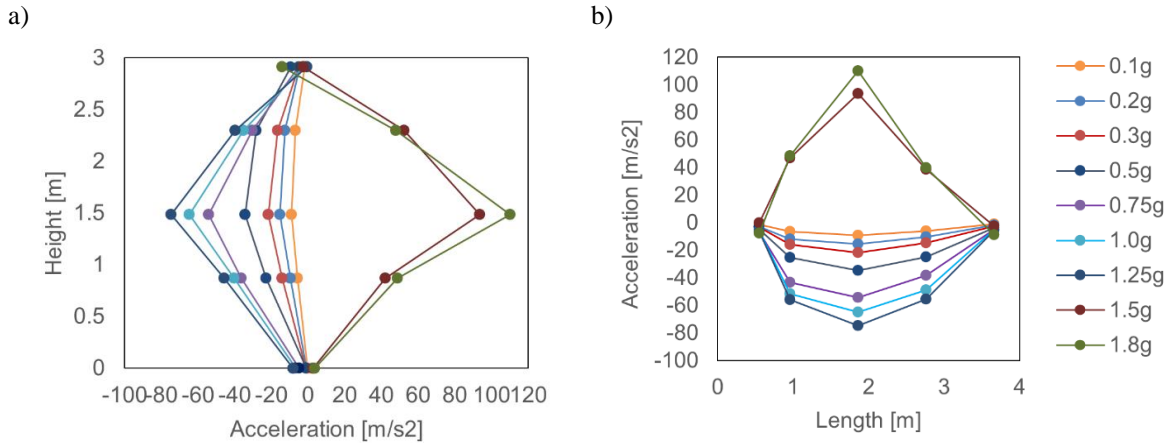 a)
b)
3
2.5
2
1.5
1
0.5
0
Height [m]
-100-80 -60 -40 -20 0 20 40 60 80 100120
Acceleration [m/s2]
120
100
80
60
40
20
0
-20
-40
-60
-80
-100
Acceleration [m/s2]
0 1 2 3 4
Length [m]
0.1g
0.2g
0.3g
0.5g
0.75g
1.0g
1.25g
1.5g
1.8g